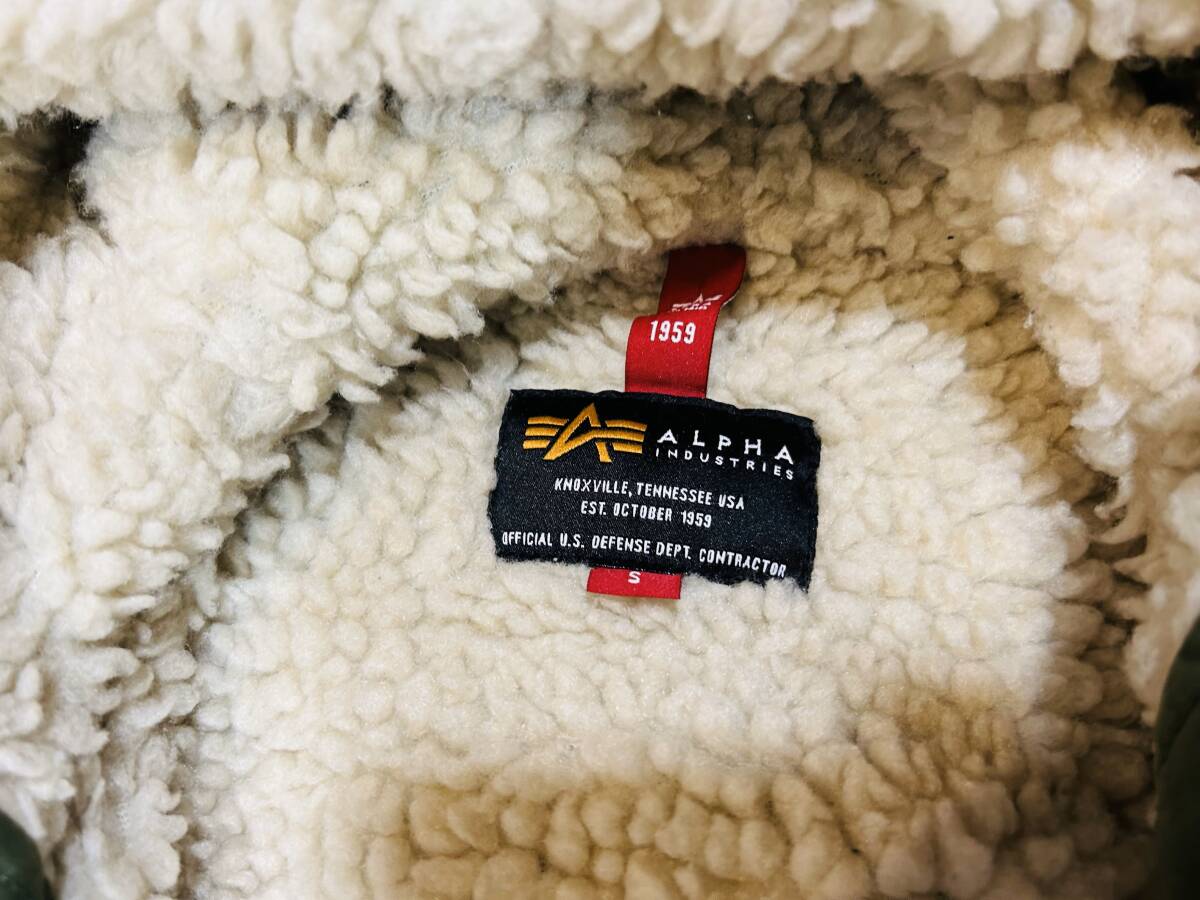 1959
ALPHA
INDUSTRIES
KNOXVILLE, TENNESSEE USA
EST. OCTOBER 1959
OFFICIAL U.S. DEFENSE DEPT. CONTRACTOR
S